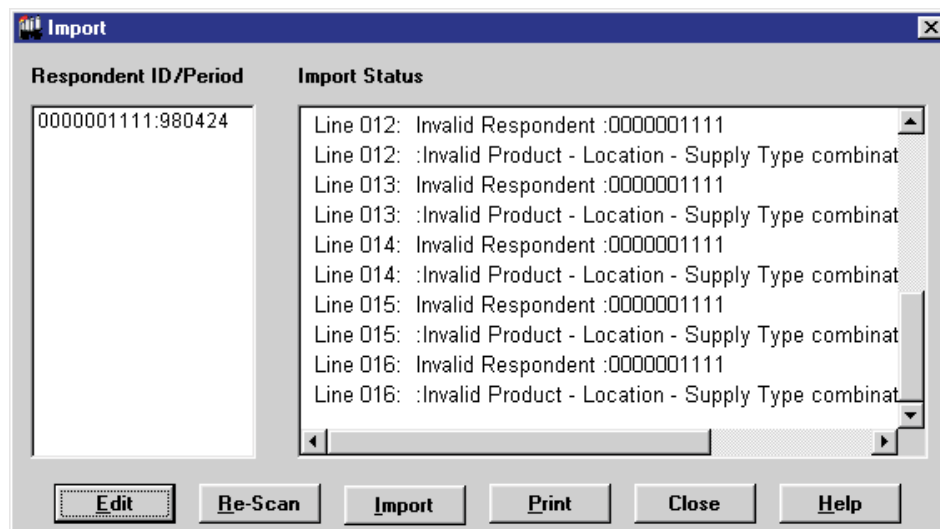 Import
Respondent ID/Period
Import Status
0000001111:980424
Line 012: Invalid Respondent :0000001111
Line 012: :Invalid Product - Location - Supply Type combinat
Line 013: Invalid Respondent :0000001111
Line 013: :Invalid Product - Location - Supply Type combinat
Line 014: Invalid Respondent :0000001111
Line 014: :Invalid Product - Location - Supply Type combinat
Line 015: Invalid Respondent :0000001111
Line 015: :Invalid Product - Location - Supply Type combinat
Line 016: Invalid Respondent :0000001111
Line 016: :Invalid Product - Location - Supply Type combinat
Edit Re-Scan Import Print Close Help